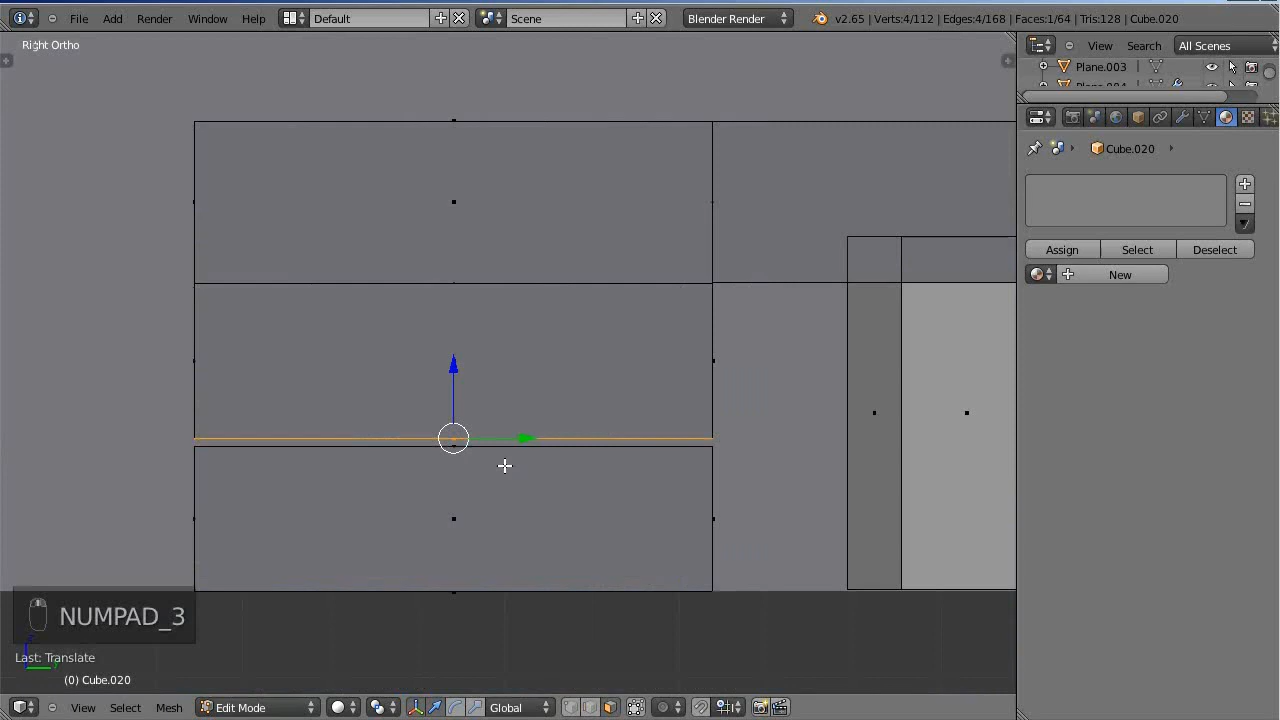 File Add Render Window Help Default Scene Blender Render v2.65 | Verts:4/112 | Edges:4/168 | Faces:1/64 | Tris:128 | Cube.020
Right Ortho
View Search All Scenes
Plane.003
Cube.020
Assign Select Deselect
New
NUMPAD_3
Last: Translate
(0) Cube.020
View Select Mesh Edit Mode Global